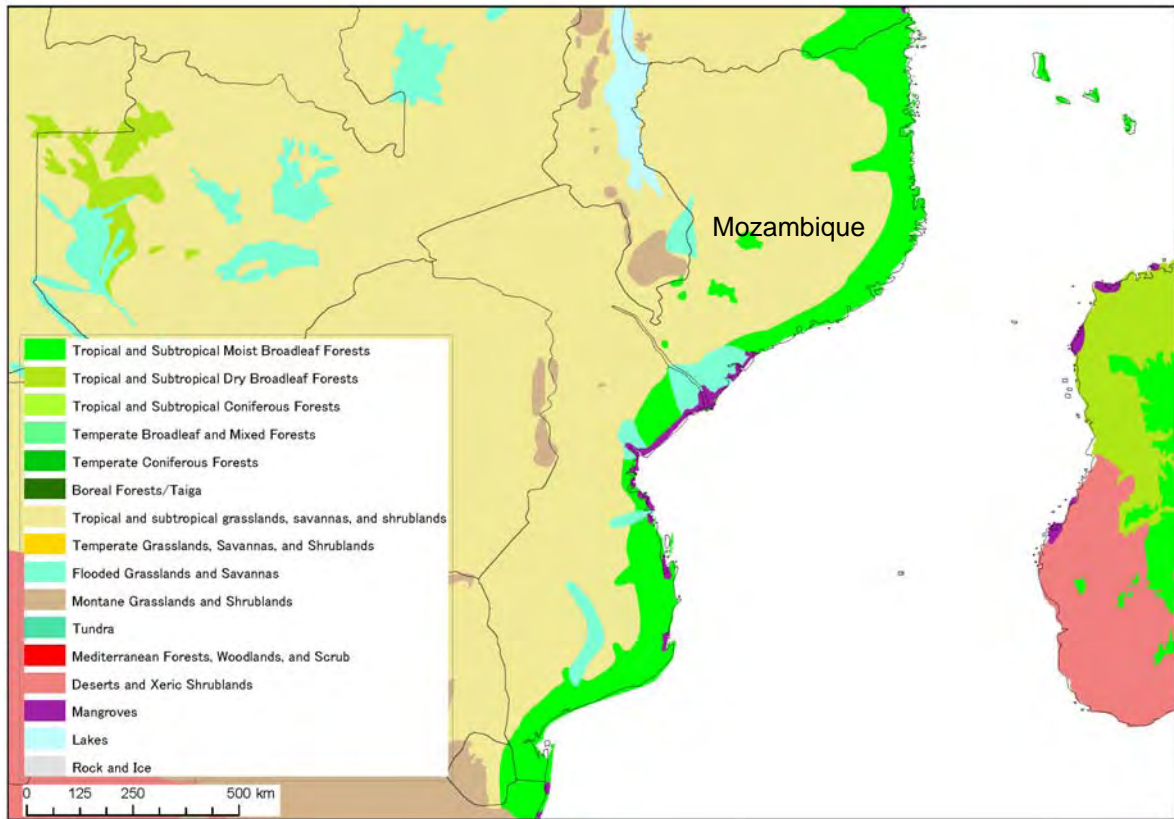 Mozambique
Tropical and Subtropical Moist Broadleaf Forests
Tropical and Subtropical Dry Broadleaf Forests
Tropical and Subtropical Coniferous Forests
Temperate Broadleaf and Mixed Forests
Temperate Coniferous Forests
Boreal Forests/Taiga
Tropical and subtropical grasslands, savannas, and shrublands
Temperate Grasslands, Savannas, and Shrublands
Flooded Grasslands and Savannas
Montane Grasslands and Shrublands
Tundra
Mediterranean Forests, Woodlands, and Scrub
Deserts and Xeric Shrublands
Mangroves
Lakes
Rock and Ice
0 125 250 500 km